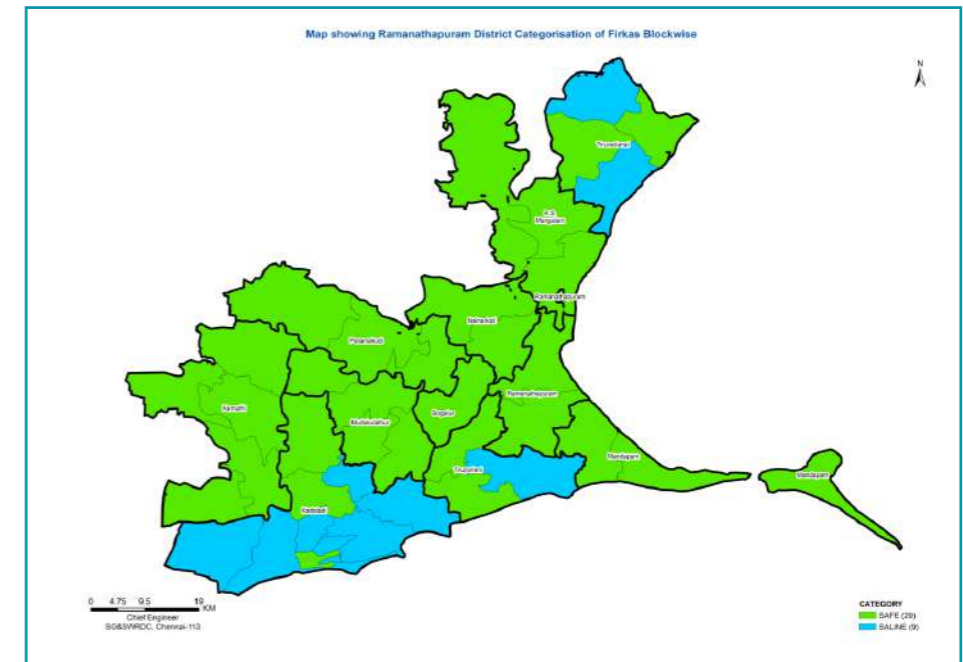 Map showing Ramanathapuram District Categorisation of Firkas Blockwise
N
Tiruvadanai
R.S.
Mangalam
Ramanathapuram
Nainarkoil
Paramakudi
Ramanathapuram
Kamuthi
Bogalur
Mudukulathur
Mandapam
Tirupullani
Mandapam
Kadaladi
0 4.75 9.5 19
KM
Chief Engineer
SG&SWRDC, Chennai-113
CATEGORY
SAFE (29)
SALINE (9)